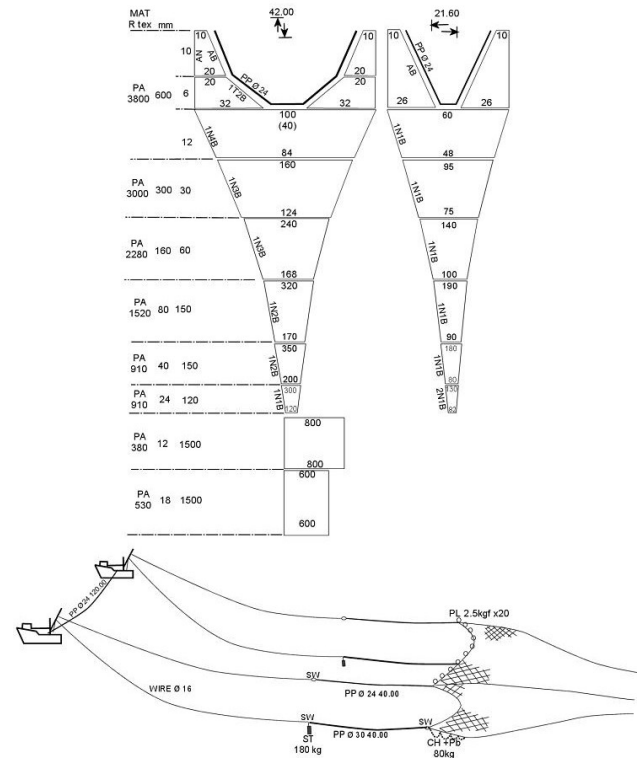 MAT
R tex mm
42.00
21.60
10 10 10 10
10 AN AB PP Ø 24 PP Ø 24 AB
20 20
PA
3800 600 6
20 20
1T2B
32 32 26 26
100 60
(40)
12 1N4B 1N1B
84 48
160 95
PA
3000 300 30 1N3B 1N1B
124 75
240 140
PA
2280 160 60 1N3B 1N1B
168 100
320 190
PA
1520 80 150 1N2B 1N1B
170 90
350 180
PA
910 40 150 1N2B 1N1B
200 80
300 130
PA
910 24 120 1N1B 2N1B
120 82
800
PA
380 12 1500
800
600
PA
530 18 1500
600
PP Ø 24 120.00
PL 2.5kgf x20
WIRE Ø 16
SW
PP Ø 24 40.00
SW
PP Ø 30 40.00
SW
ST
180 kg
CH +Pb
80kg